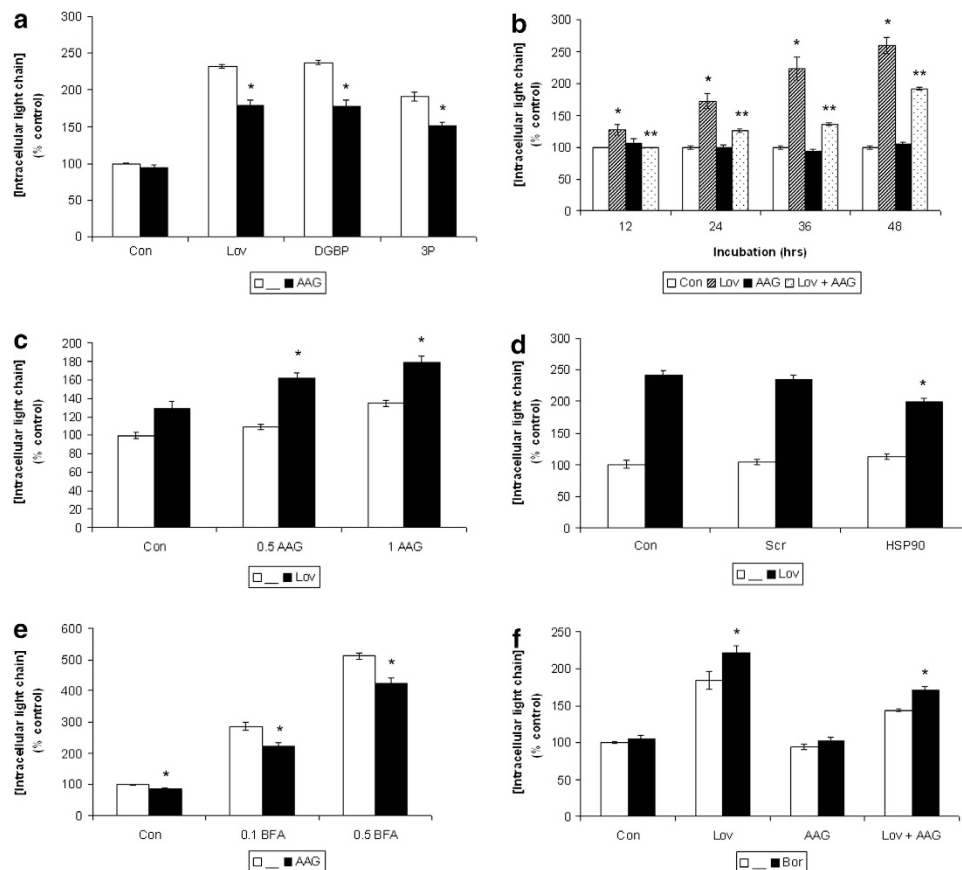 a
[Intracellular light chain]
(% control)
300
250
200
150
100
50
0
*
*
*
Con
Lov
DGBP
3P
__ AAG
b
[Intracellular light chain]
(% control)
300
250
200
150
100
50
0
*
**
*
**
*
**
*
**
12
24
36
48
Incubation (hrs)
Con Lov AAG Lov + AAG
c
[Intracellular light chain]
(% control)
200
180
160
140
120
100
80
60
40
20
0
*
*
Con
0.5 AAG
1 AAG
__ Lov
d
[Intracellular light chain]
(% control)
300
250
200
150
100
50
0
*
Con
Scr
HSP90
__ Lov
e
[Intracellular light chain]
(% control)
600
500
400
300
200
100
0
*
*
*
Con
0.1 BFA
0.5 BFA
__ AAG
f
[Intracellular light chain]
(% control)
250
200
150
100
50
0
*
*
Con
Lov
AAG
Lov + AAG
__ Bor